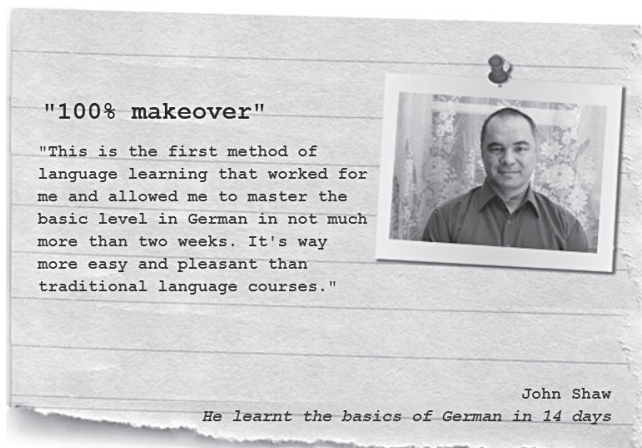 "100% makeover"
"This is the first method of
language learning that worked for
me and allowed me to master the
basic level in German in not much
more than two weeks. It's way
more easy and pleasant than
traditional language courses."
John Shaw
He learnt the basics of German in 14 days